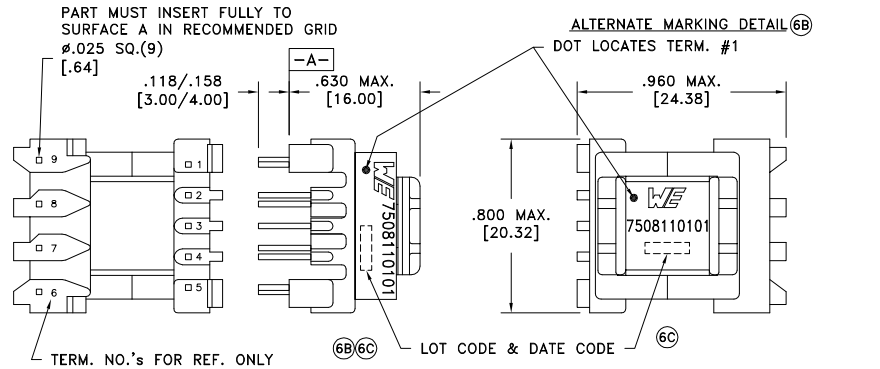 PART MUST INSERT FULLY TO
SURFACE A IN RECOMMENDED GRID
ø.025 SQ.(9)
[.64]
ALTERNATE MARKING DETAIL 6B
DOT LOCATES TERM. #1
-A-
.118/.158
[3.00/4.00]
.630 MAX.
[16.00]
.960 MAX.
[24.38]
9
1
8
2
7
3
4
6
5
WE
7508110101
.800 MAX.
[20.32]
WE
7508110101
TERM. NO.'s FOR REF. ONLY
6B 6C
LOT CODE & DATE CODE
6C